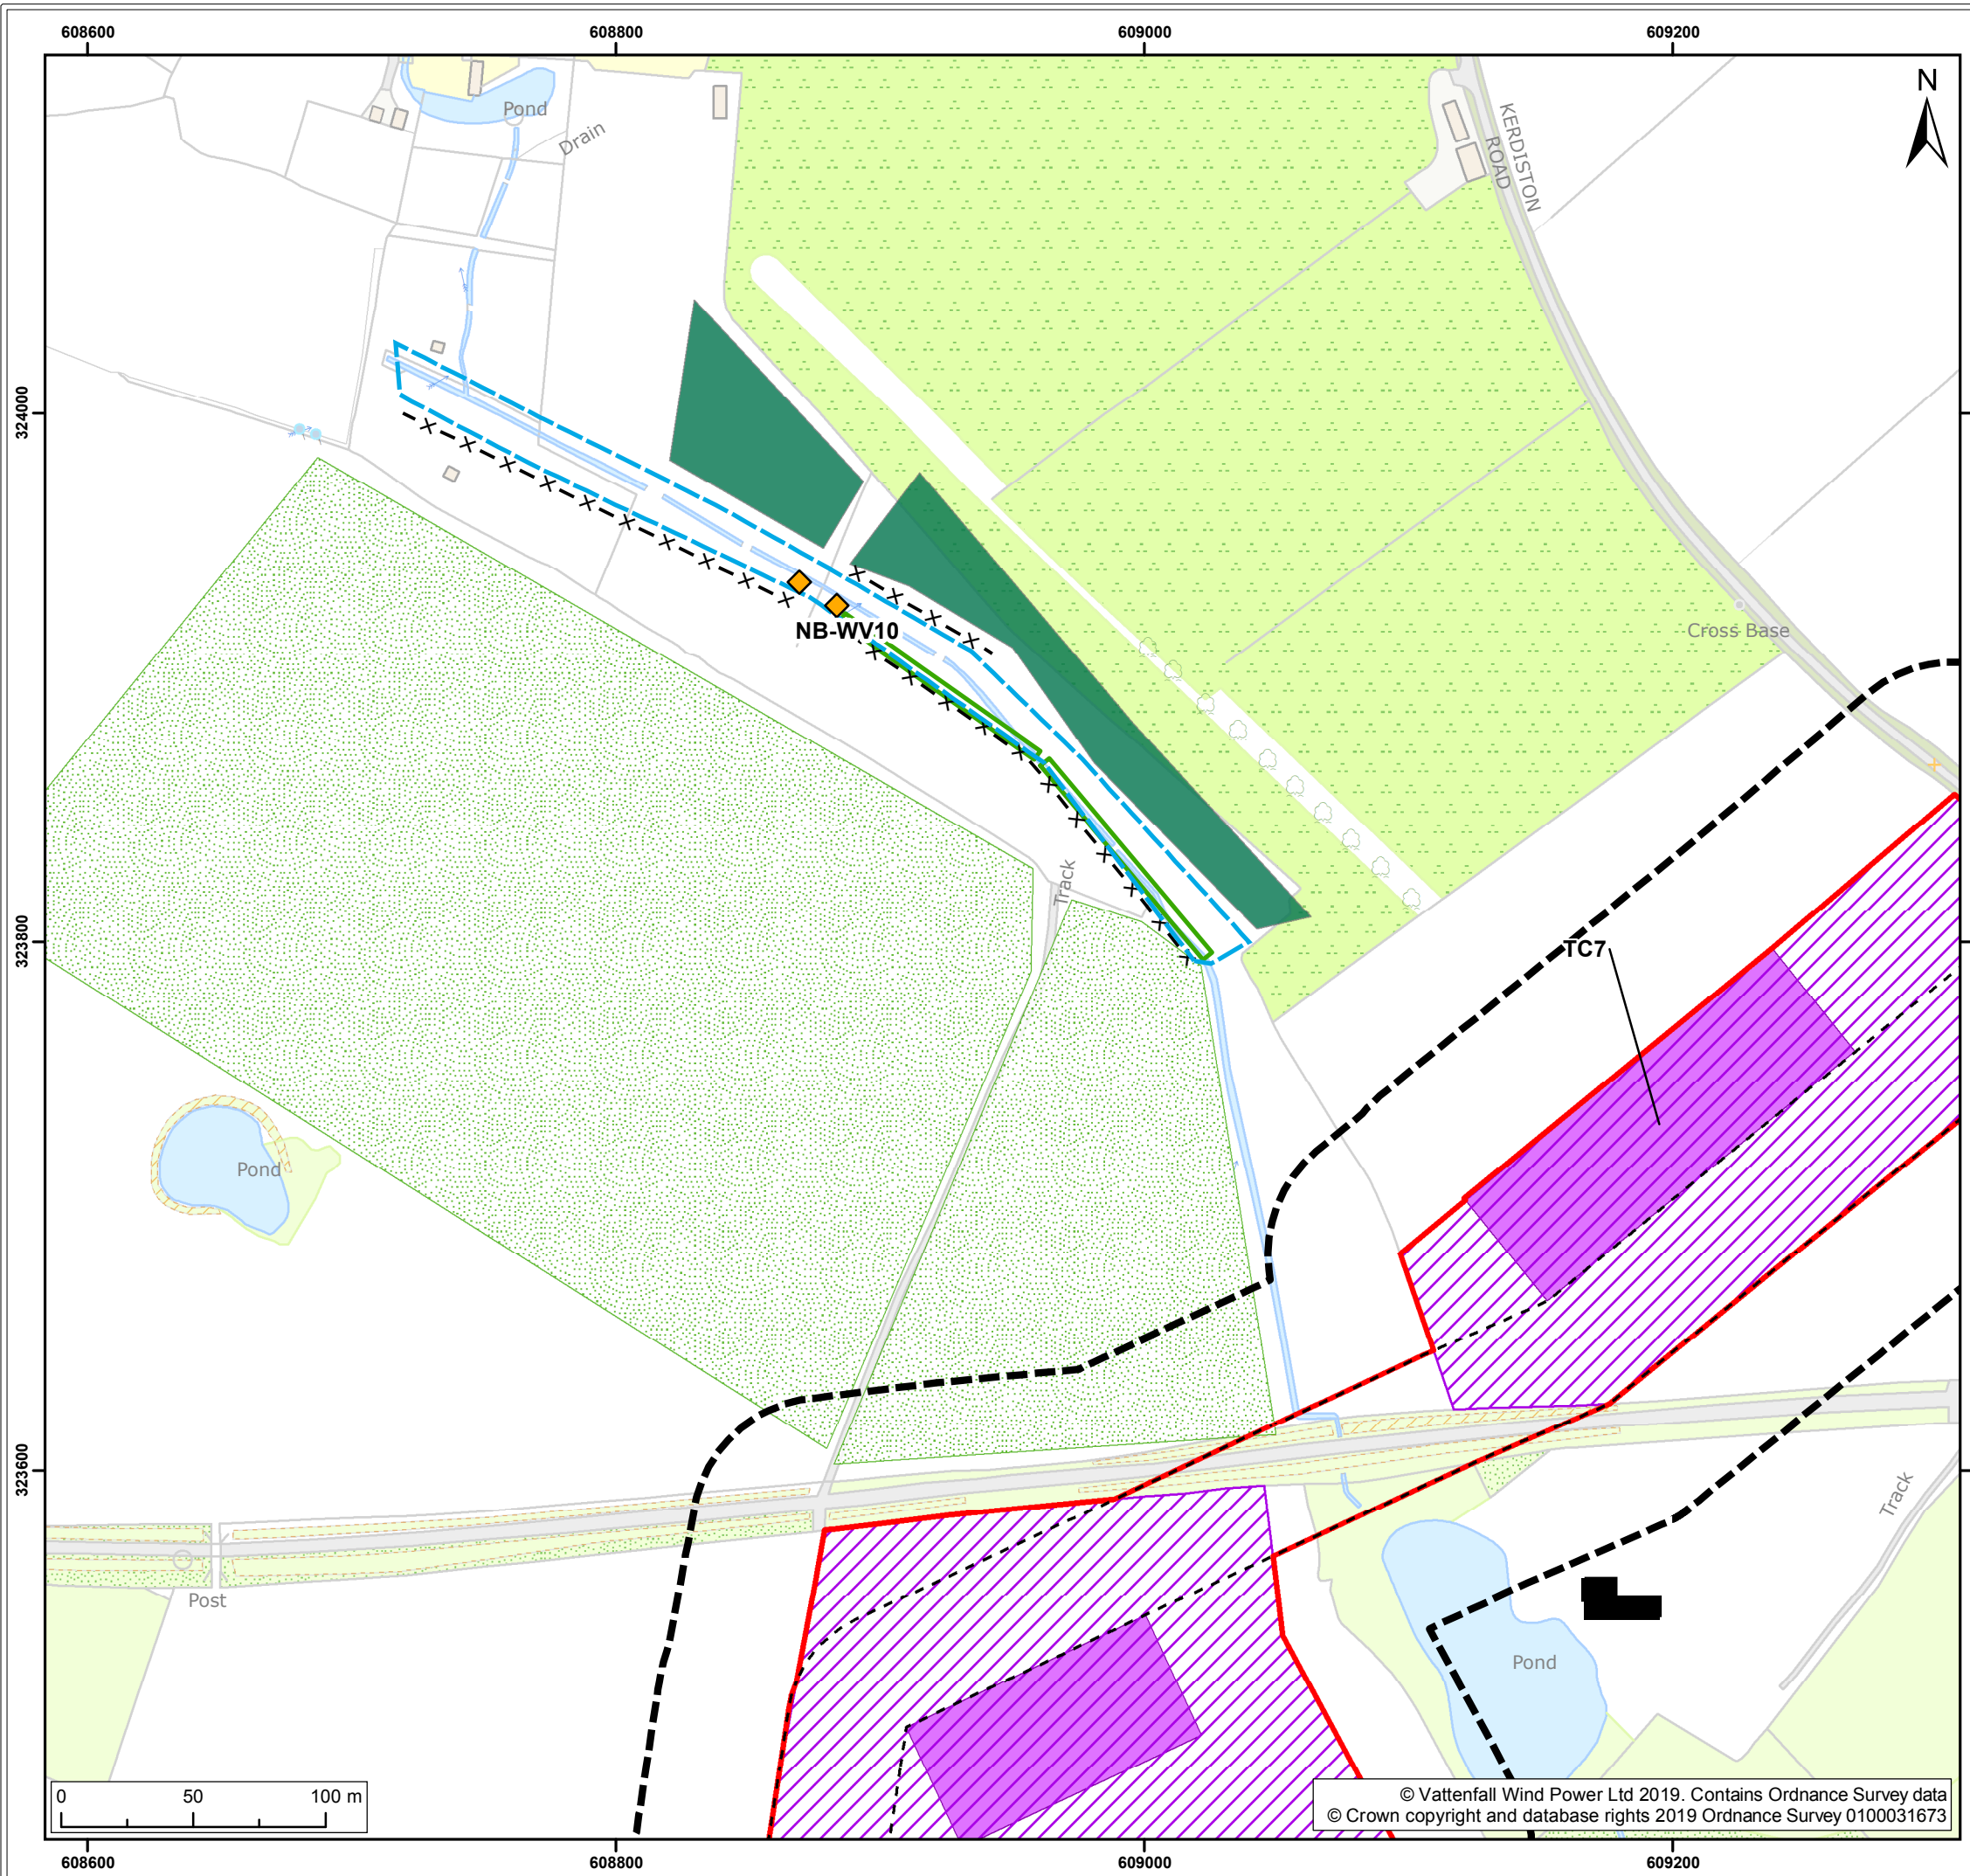 608600
608800
609000
609200
N
Pond
Drain
KERDISTON
ROAD
324000
NB-WV10
Cross Base
Track
323800
TC7
Pond
323600
Track
Post
Pond
0 50 100 m
© Vattenfall Wind Power Ltd 2019. Contains Ordnance Survey data
© Crown copyright and database rights 2019 Ordnance Survey 0100031673
608600
608800
609000
609200